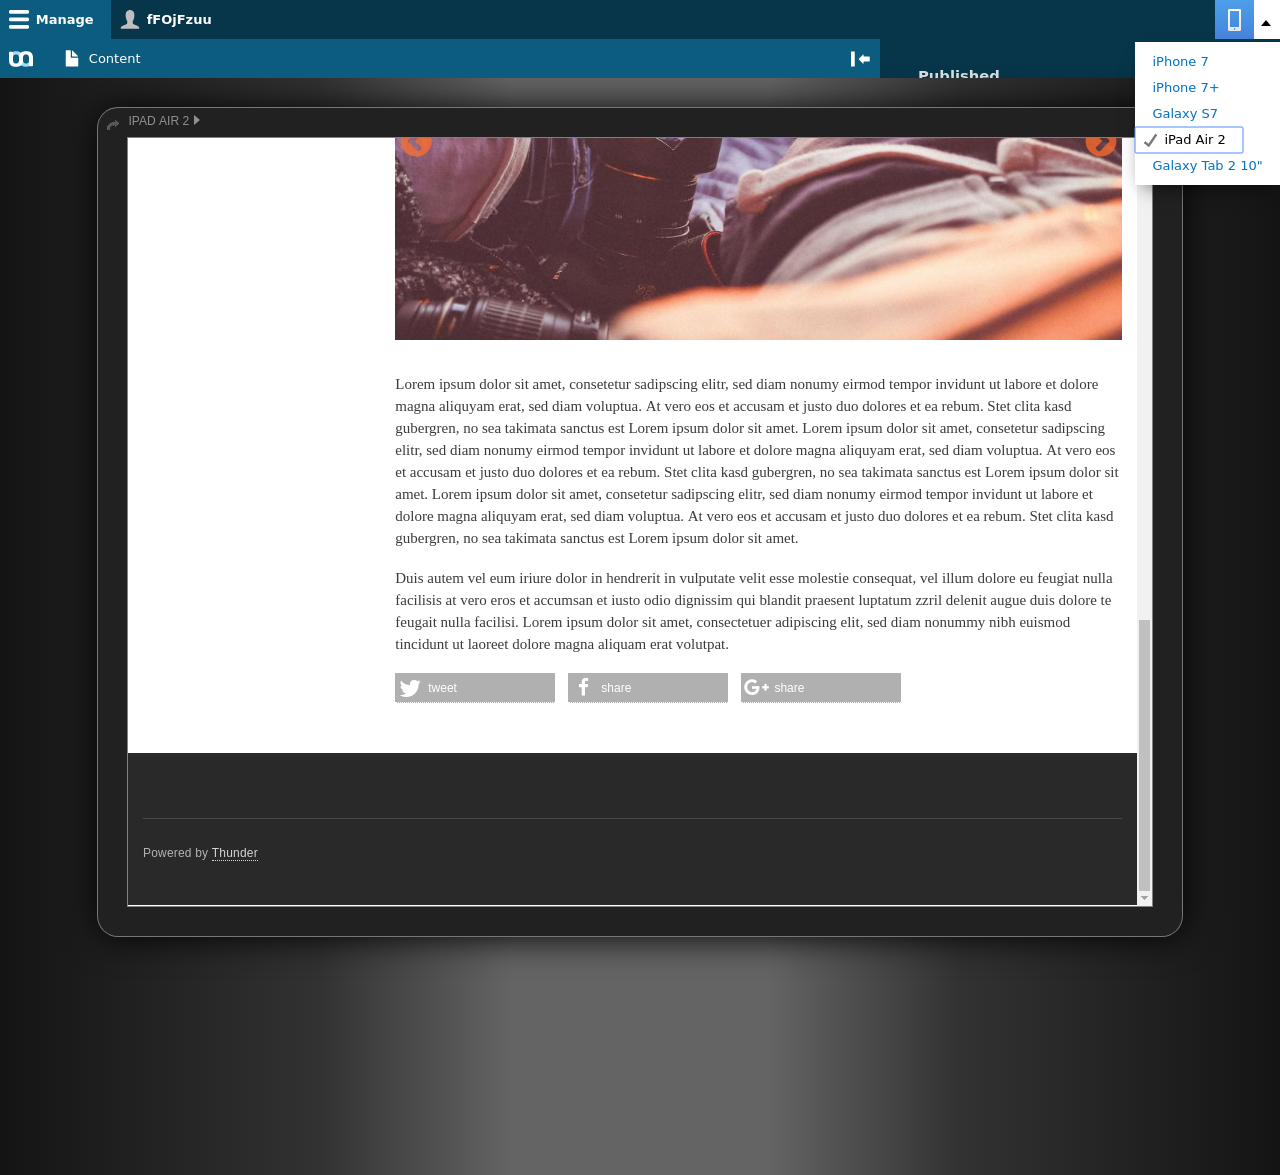 Manage
fFOjFzuu
Content
Published
iPhone 7
iPhone 7+
Galaxy S7
iPad Air 2
Galaxy Tab 2 10"
IPAD AIR 2
Lorem ipsum dolor sit amet, consetetur sadipscing elitr, sed diam nonumy eirmod tempor invidunt ut labore et dolore
magna aliquyam erat, sed diam voluptua. At vero eos et accusam et justo duo dolores et ea rebum. Stet clita kasd
gubergren, no sea takimata sanctus est Lorem ipsum dolor sit amet. Lorem ipsum dolor sit amet, consetetur sadipscing
elitr, sed diam nonumy eirmod tempor invidunt ut labore et dolore magna aliquyam erat, sed diam voluptua. At vero eos
et accusam et justo duo dolores et ea rebum. Stet clita kasd gubergren, no sea takimata sanctus est Lorem ipsum dolor sit
amet. Lorem ipsum dolor sit amet, consetetur sadipscing elitr, sed diam nonumy eirmod tempor invidunt ut labore et
dolore magna aliquyam erat, sed diam voluptua. At vero eos et accusam et justo duo dolores et ea rebum. Stet clita kasd
gubergren, no sea takimata sanctus est Lorem ipsum dolor sit amet.
Duis autem vel eum iriure dolor in hendrerit in vulputate velit esse molestie consequat, vel illum dolore eu feugiat nulla
facilisis at vero eros et accumsan et iusto odio dignissim qui blandit praesent luptatum zzril delenit augue duis dolore te
feugait nulla facilisi. Lorem ipsum dolor sit amet, consectetuer adipiscing elit, sed diam nonummy nibh euismod
tincidunt ut laoreet dolore magna aliquam erat volutpat.
tweet
share
share
Powered by Thunder